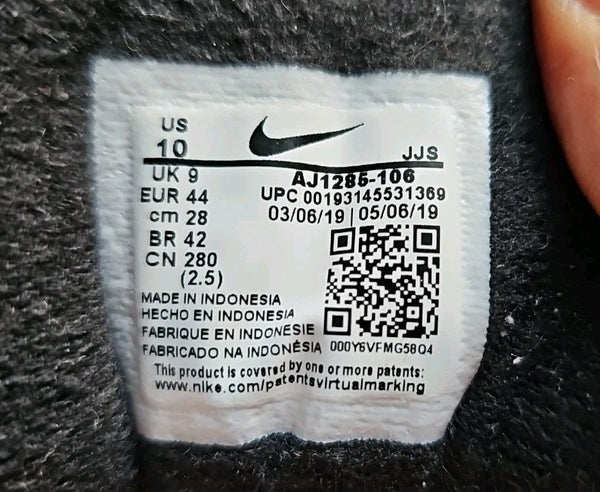 US
10
JJS
UK 9
AJ1285-106
EUR 44
UPC 00193145531369
cm 28
03/06/19 | 05/06/19
BR 42
CN 280
(2.5)
MADE IN INDONESIA
HECHO EN INDONESIA
FABRIQUE EN INDONESIE
FABRICADO NA INDONÉSIA
000Y6VFMG58Q4
This product is covered by one or more patents:
www.nike.com/patentsvirtualmarking